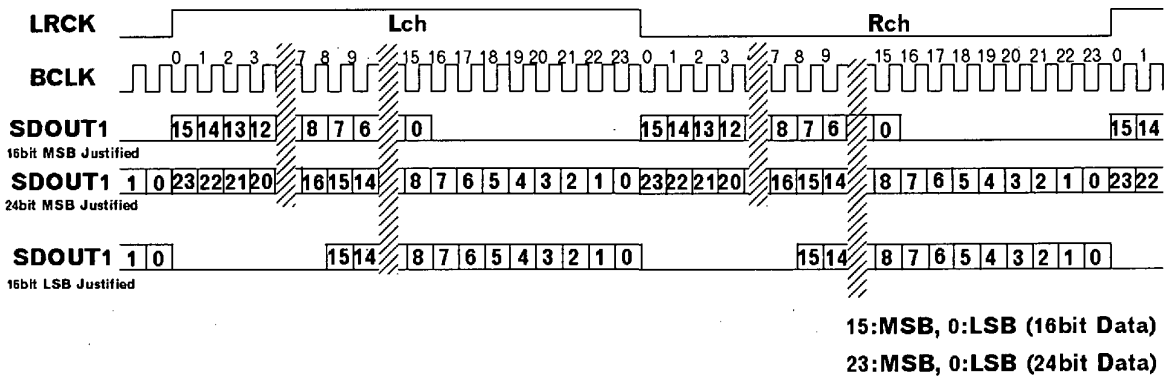 LRCK Lch Rch
0 1 2 3 7 8 9 15 16 17 18 19 20 21 22 23 0 1 2 3 7 8 9 15 16 17 18 19 20 21 22 23 0 1
BCLK
SDOUT1 15 14 13 12 8 7 6 0 15 14 13 12 8 7 6 0 15 14
16bit MSB Justified
SDOUT1 1 0 23 22 21 20 16 15 14 8 7 6 5 4 3 2 1 0 23 22 21 20 16 15 14 8 7 6 5 4 3 2 1 0 23 22
24bit MSB Justified
SDOUT1 1 0 15 14 8 7 6 5 4 3 2 1 0 15 14 8 7 6 5 4 3 2 1 0
16bit LSB Justified
15:MSB, 0:LSB (16bit Data)
23:MSB, 0:LSB (24bit Data)